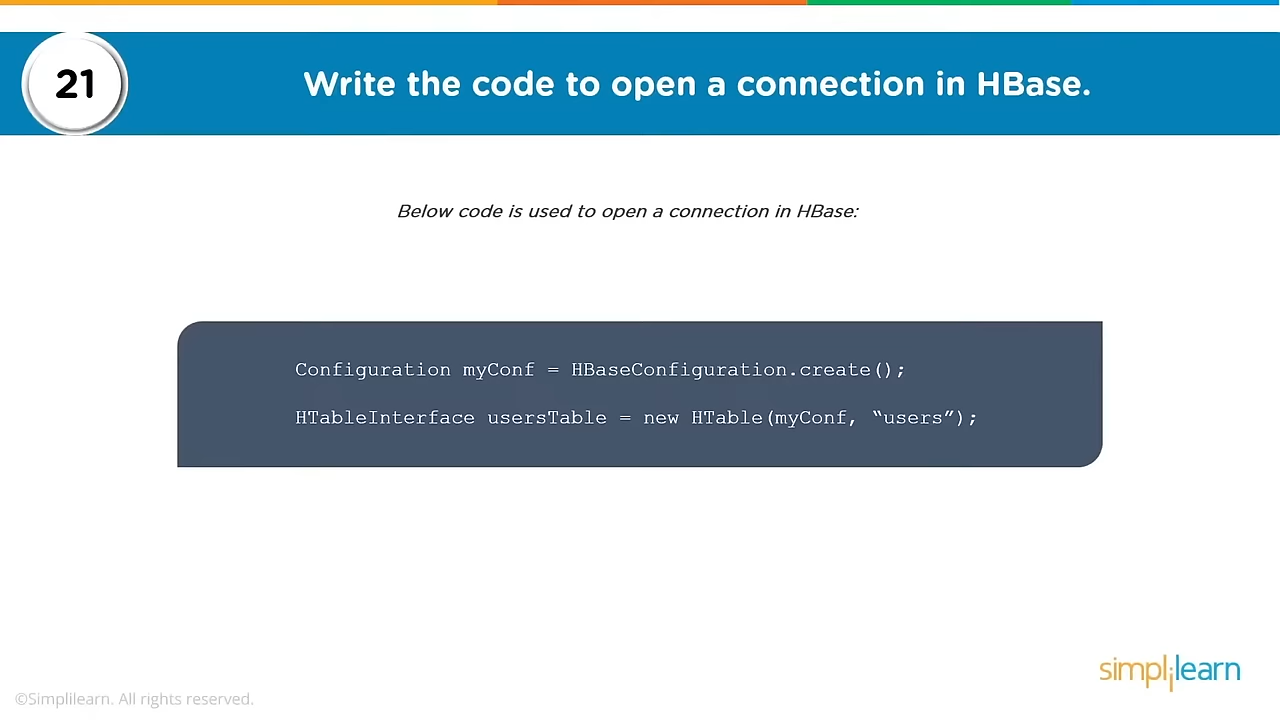 21
Write the code to open a connection in HBase.
Below code is used to open a connection in HBase:
Configuration myConf = HBaseConfiguration.create();
HTableInterface usersTable = new HTable(myConf, “users”);
simplilearn
©Simplilearn. All rights reserved.